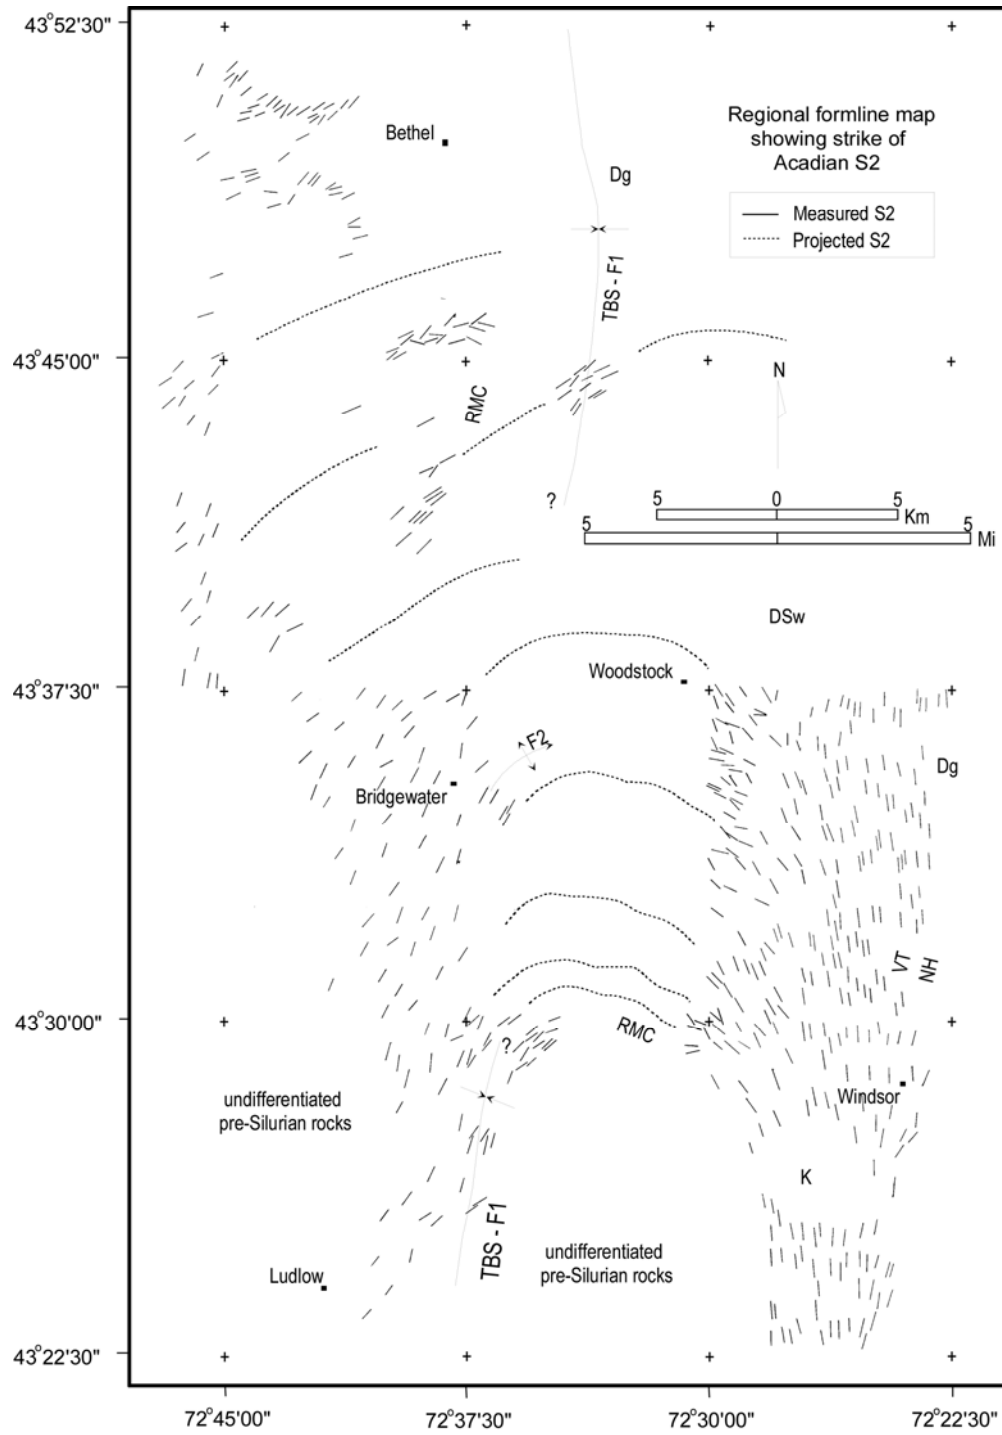 43°52'30"
Bethel
Dg
Regional formline map
showing strike of
Acadian S2
Measured S2
Projected S2
TBS - F1
43°45'00"
N
RMC
?
5 0 5
Km
5 5
Mi
DSw
43°37'30"
Woodstock
F2
Dg
Bridgewater
VT
NH
43°30'00"
RMC
?
undifferentiated
pre-Silurian rocks
Windsor
K
TBS - F1
undifferentiated
pre-Silurian rocks
Ludlow
43°22'30"
72°45'00" 72°37'30" 72°30'00" 72°22'30"